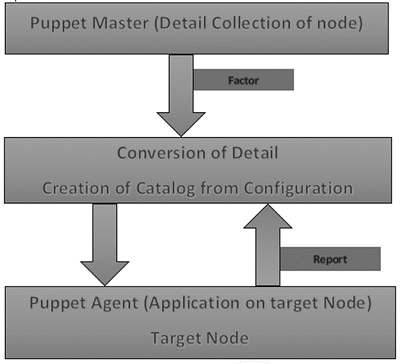 Puppet Master (Detail Collection of node)
Factor
Conversion of Detail
Creation of Catalog from Configuration
Report
Puppet Agent (Application on target Node)
Target Node